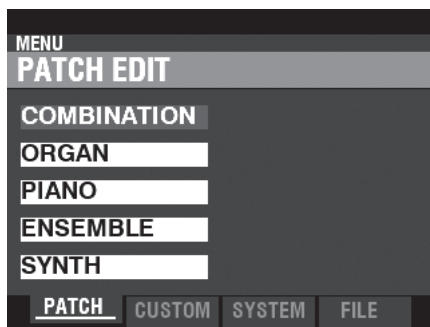 MENU
PATCH EDIT
COMBINATION
ORGAN
PIANO
ENSEMBLE
SYNTH
PATCH CUSTOM SYSTEM FILE